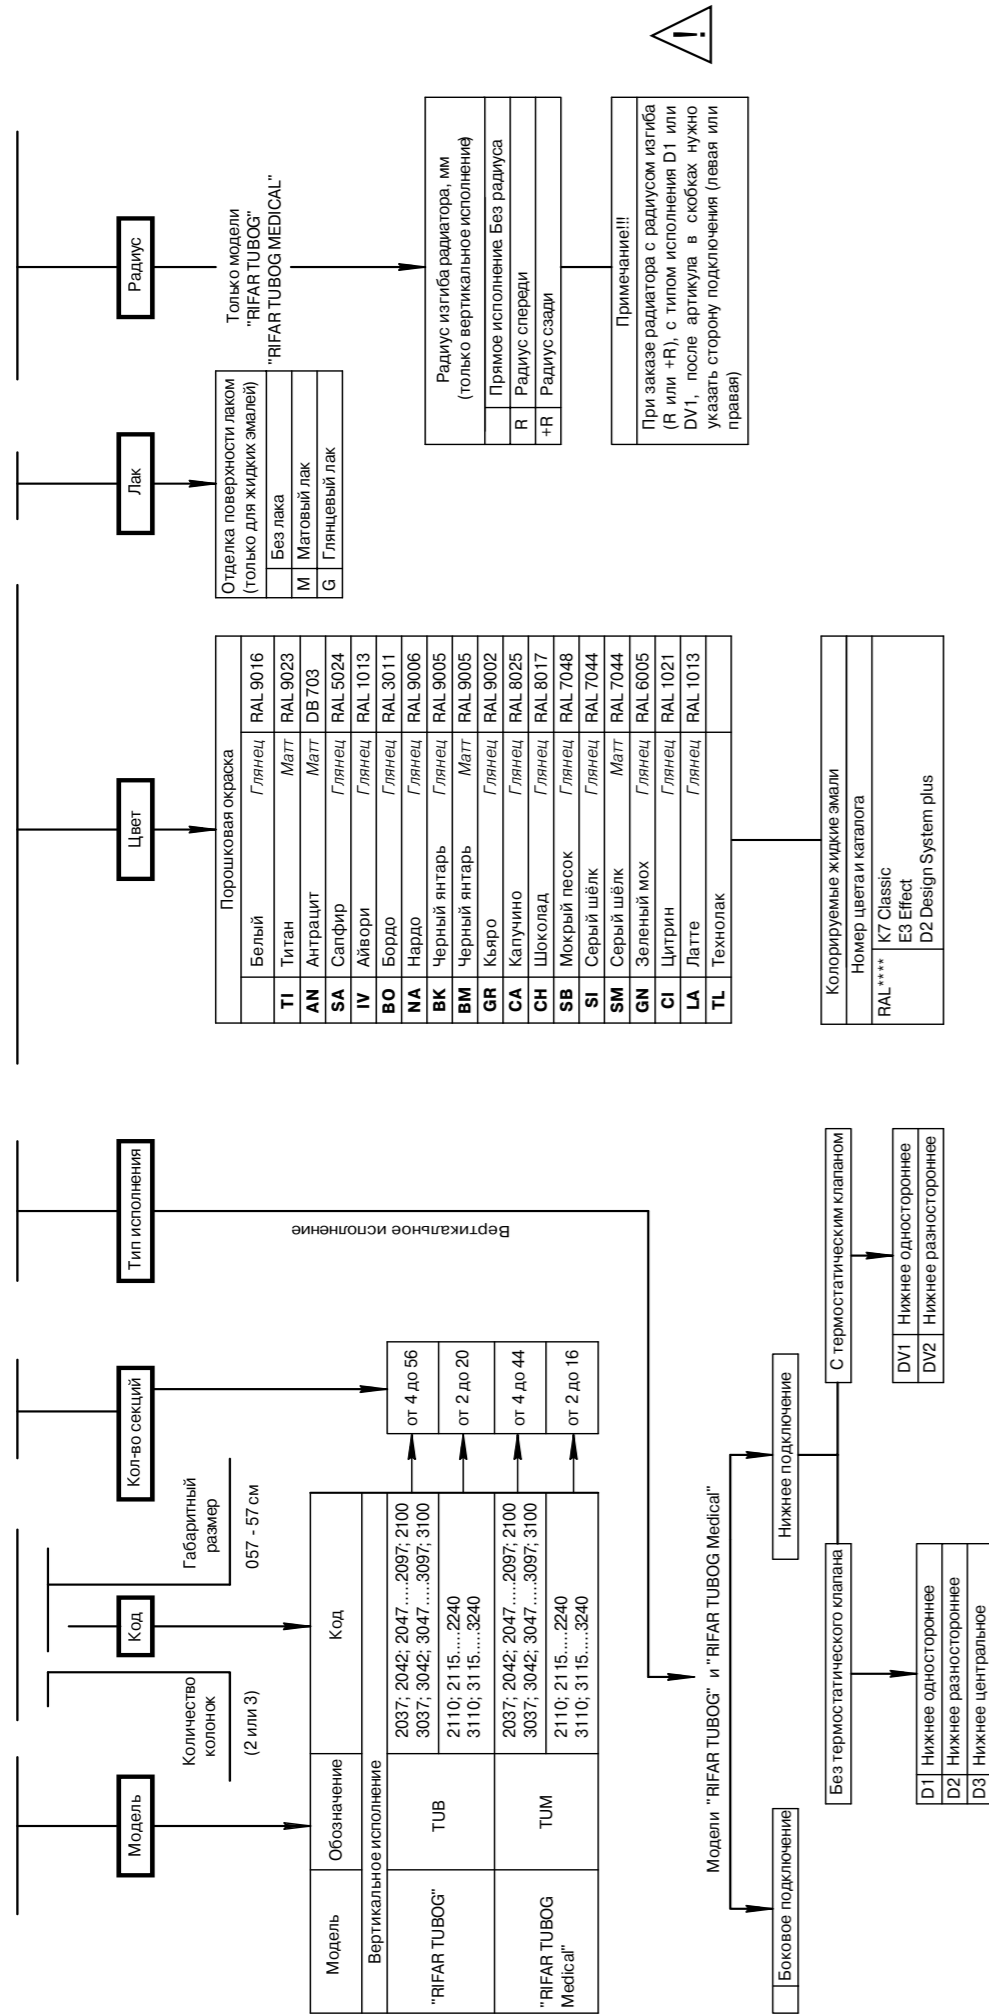 Модель
Код
Кол-во секций
Тип исполнения
Цвет
Лак
Радиус
Количество
колонок
(2 или 3)
Габаритный
размер
057 - 57 см
Модель
Обозначение
Код
Вертикальное исполнение
"RIFAR TUBOG"
TUB
2037; 2042; 2047.....2097; 2100
3037; 3042; 3047.....3097; 3100
от 4 до 56
2110; 2115.....2240
3110; 3115.....3240
от 2 до 20
"RIFAR TUBOG
Medical"
TUM
2037; 2042; 2047.....2097; 2100
3037; 3042; 3047.....3097; 3100
от 4 до 44
2110; 2115.....2240
3110; 3115.....3240
от 2 до 16
Вертикальное исполнение
Модели "RIFAR TUBOG" и "RIFAR TUBOG Medical"
Боковое подключение
Нижнее подключение
Без термостатического клапана
С термостатическим клапаном
D1 Нижнее одностороннее
D2 Нижнее разностороннее
D3 Нижнее центральное
DV1 Нижнее одностороннее
DV2 Нижнее разностороннее
Порошковая окраска
Белый Глянец RAL 9016
TI Титан Матт RAL 9023
AN Антрацит Матт DB 703
SA Сапфир Глянец RAL 5024
IV Айвори Глянец RAL 1013
BO Бордо Глянец RAL 3011
NA Нардо Глянец RAL 9006
BK Черный янтарь Глянец RAL 9005
BM Черный янтарь Матт RAL 9005
GR Кьяро Глянец RAL 9002
CA Капучино Глянец RAL 8025
CH Шоколад Глянец RAL 8017
SB Мокрый песок Глянец RAL 7048
SI Серый шёлк Глянец RAL 7044
SM Серый шёлк Матт RAL 7044
GN Зеленый мох Глянец RAL 6005
CI Цитрин Глянец RAL 1021
LA Латте Глянец RAL 1013
TL Технолак
Колорируемые жидкие эмали
Номер цвета и каталога
RAL**** K7 Classic
E3 Effect
D2 Design System plus
Отделка поверхности лаком
(только для жидких эмалей)
Без лака
M Матовый лак
G Глянцевый лак
Только модели
"RIFAR TUBOG"
"RIFAR TUBOG MEDICAL"
Радиус изгиба радиатора, мм
(только вертикальное исполнение)
Прямое исполнение. Без радиуса
R Радиус спереди
+R Радиус сзади
Примечание!!!
При заказе радиатора с радиусом изгиба
(R или +R), с типом исполнения D1 или
DV1, после артикула в скобках нужно
указать сторону подключения (левая или
правая)
!